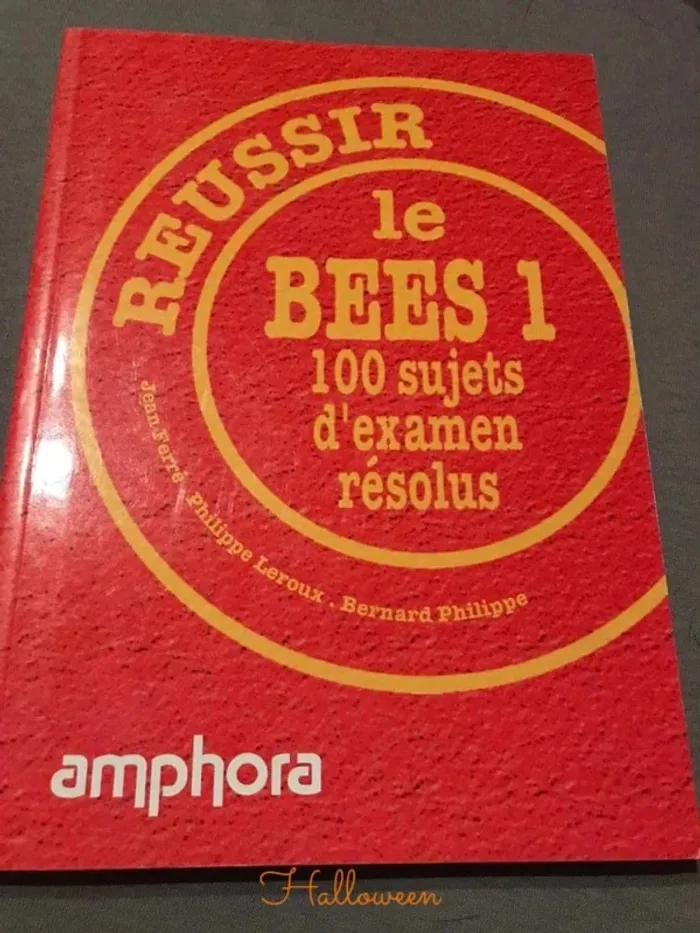 REUSSIR
le
BEES 1
100 sujets
d'examen
résolus
Jean Ferré Philippe Leroux . Bernard Philippe
amphora
Halloween